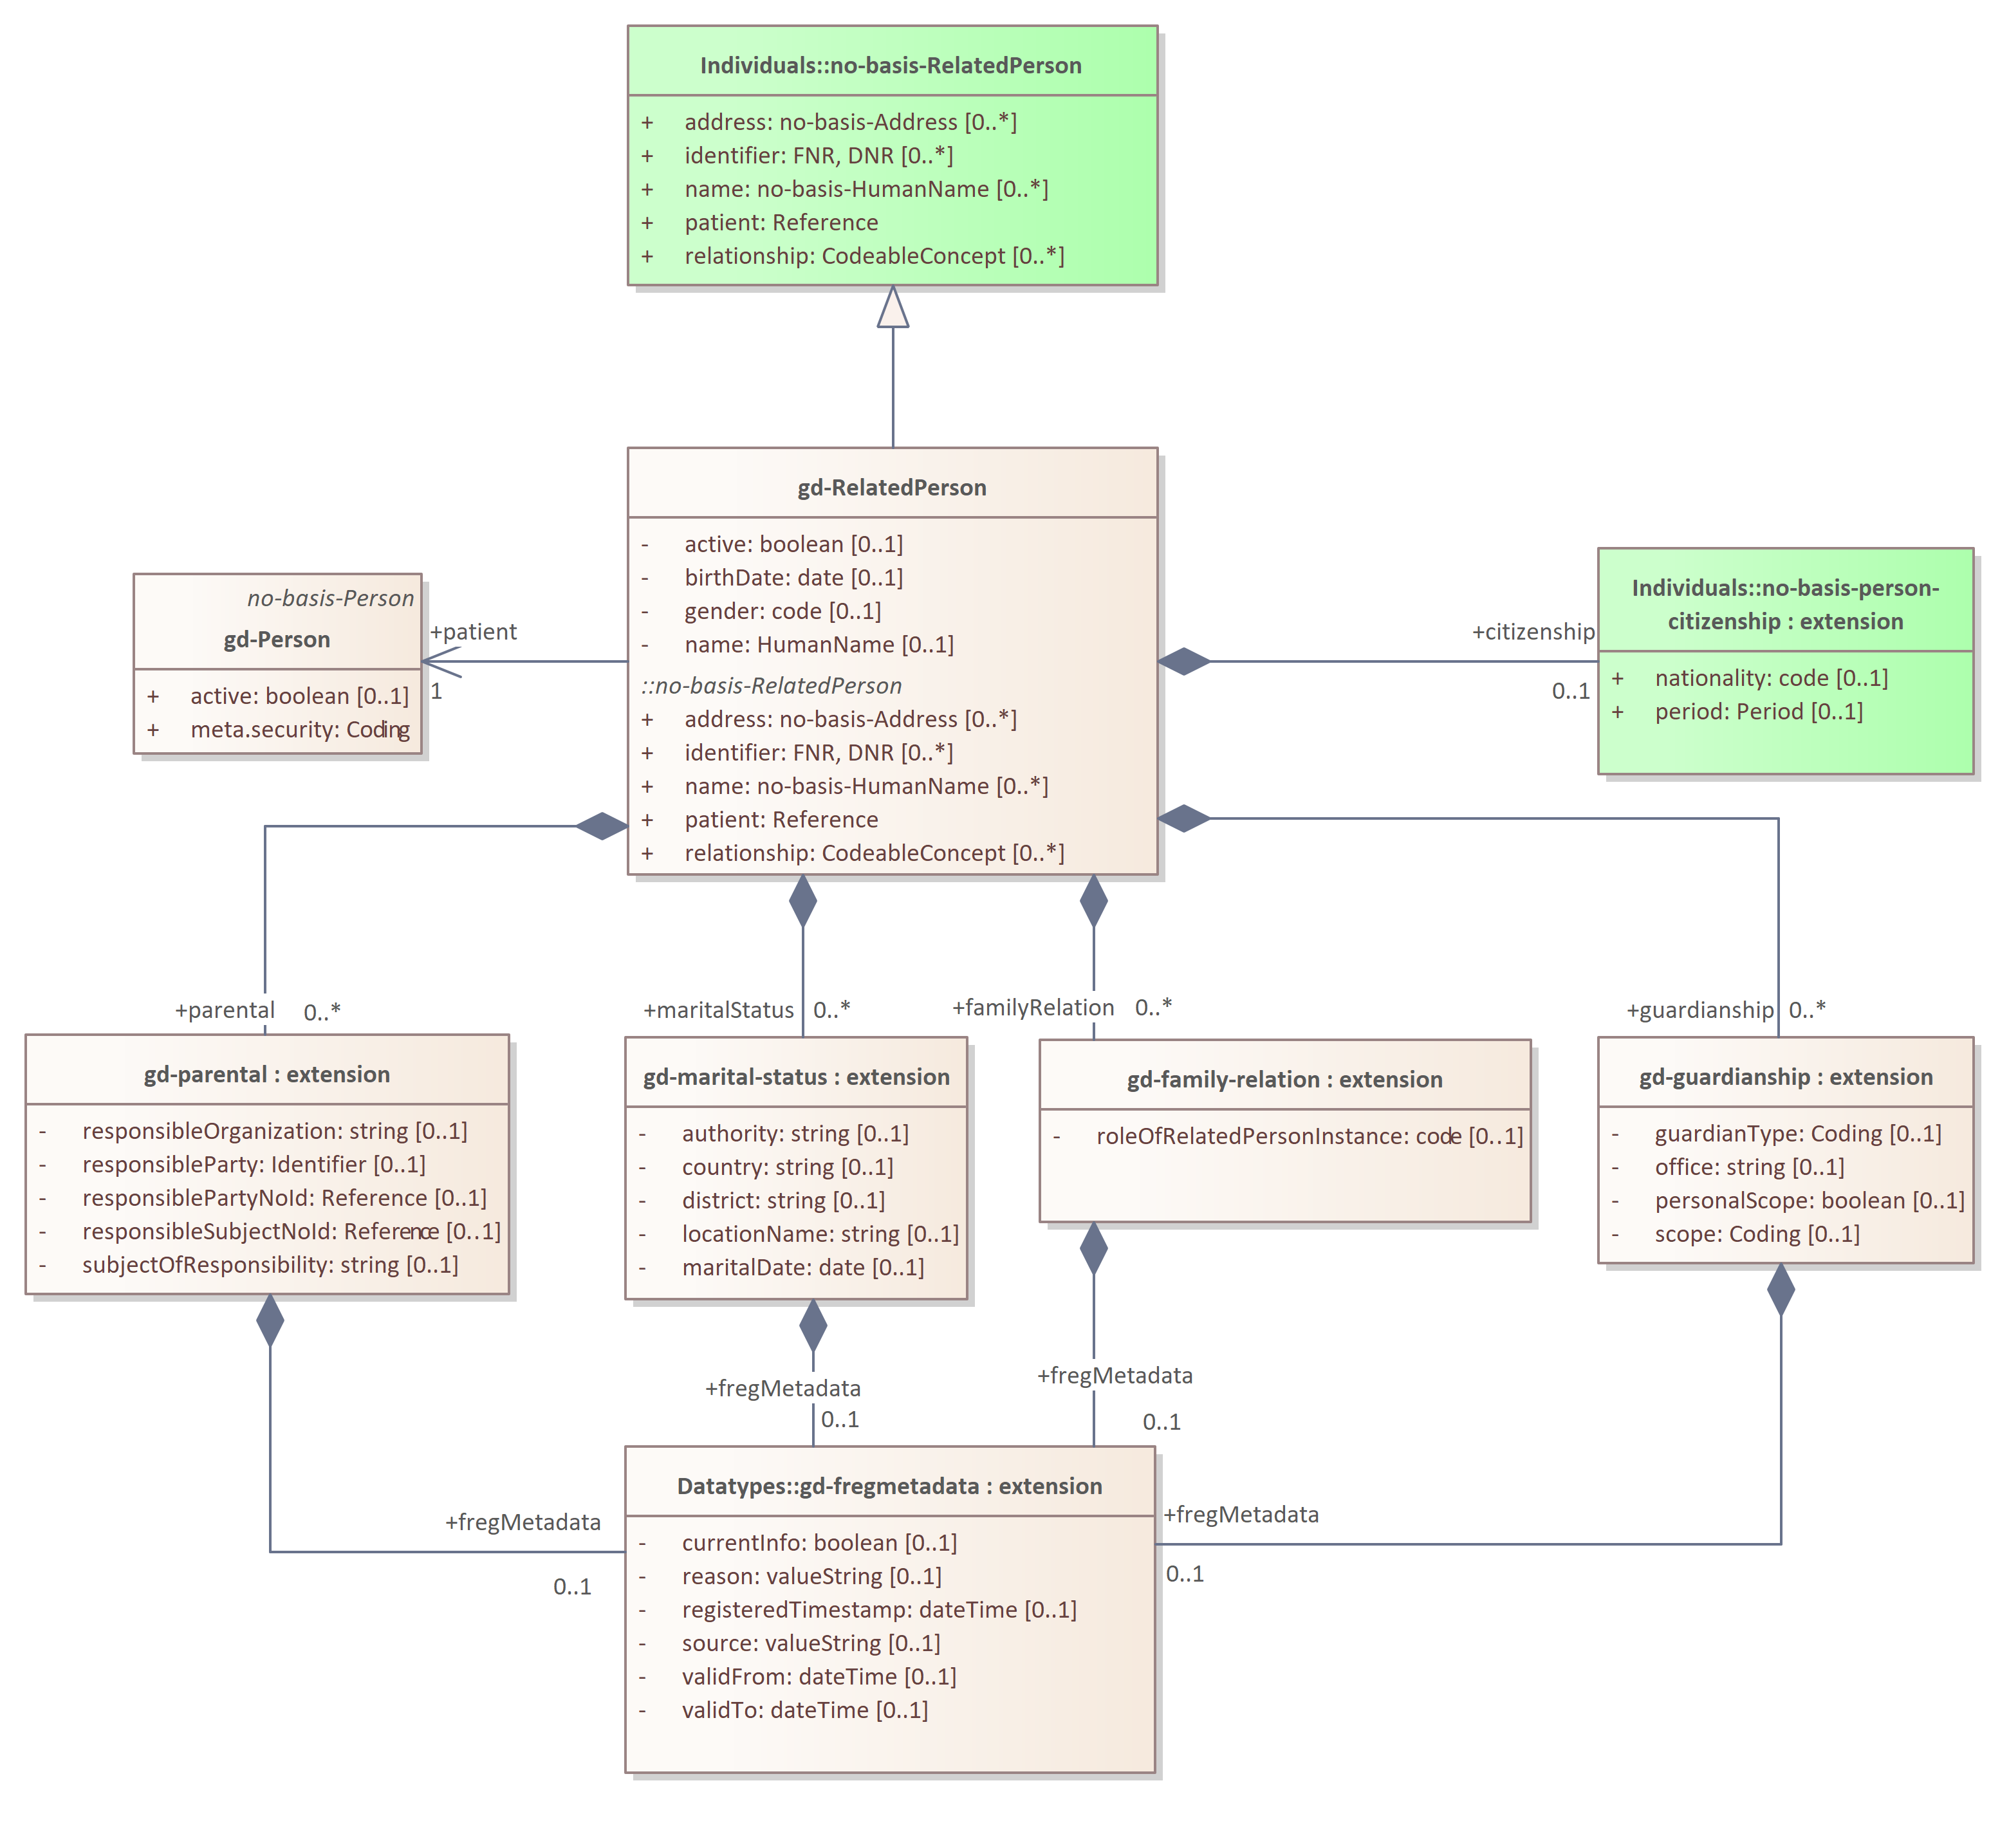 Individuals::no-basis-RelatedPerson
+ address: no-basis-Address [0..*]
+ identifier: FNR, DNR [0..*]
+ name: no-basis-HumanName [0..*]
+ patient: Reference
+ relationship: CodeableConcept [0..*]
gd-RelatedPerson
- active: boolean [0..1]
- birthDate: date [0..1]
- gender: code [0..1]
- name: HumanName [0..1]
::no-basis-RelatedPerson
+ address: no-basis-Address [0..*]
+ identifier: FNR, DNR [0..*]
+ name: no-basis-HumanName [0..*]
+ patient: Reference
+ relationship: CodeableConcept [0..*]
no-basis-Person
gd-Person
+ active: boolean [0..1]
+ meta.security: Coding
+patient
1
+citizenship
0..1
Individuals::no-basis-person-
citizenship : extension
+ nationality: code [0..1]
+ period: Period [0..1]
+parental 0..*
+maritalStatus 0..*
+familyRelation 0..*
+guardianship 0..*
gd-parental : extension
- responsibleOrganization: string [0..1]
- responsibleParty: Identifier [0..1]
- responsiblePartyNoId: Reference [0..1]
- responsibleSubjectNoId: Reference [0..1]
- subjectOfResponsibility: string [0..1]
gd-marital-status : extension
- authority: string [0..1]
- country: string [0..1]
- district: string [0..1]
- locationName: string [0..1]
- maritalDate: date [0..1]
gd-family-relation : extension
- roleOfRelatedPersonInstance: code [0..1]
gd-guardianship : extension
- guardianType: Coding [0..1]
- office: string [0..1]
- personalScope: boolean [0..1]
- scope: Coding [0..1]
+fregMetadata
0..1
+fregMetadata
0..1
+fregMetadata
0..1
+fregMetadata
0..1
Datatypes::gd-fregmetadata : extension
- currentInfo: boolean [0..1]
- reason: valueString [0..1]
- registeredTimestamp: dateTime [0..1]
- source: valueString [0..1]
- validFrom: dateTime [0..1]
- validTo: dateTime [0..1]